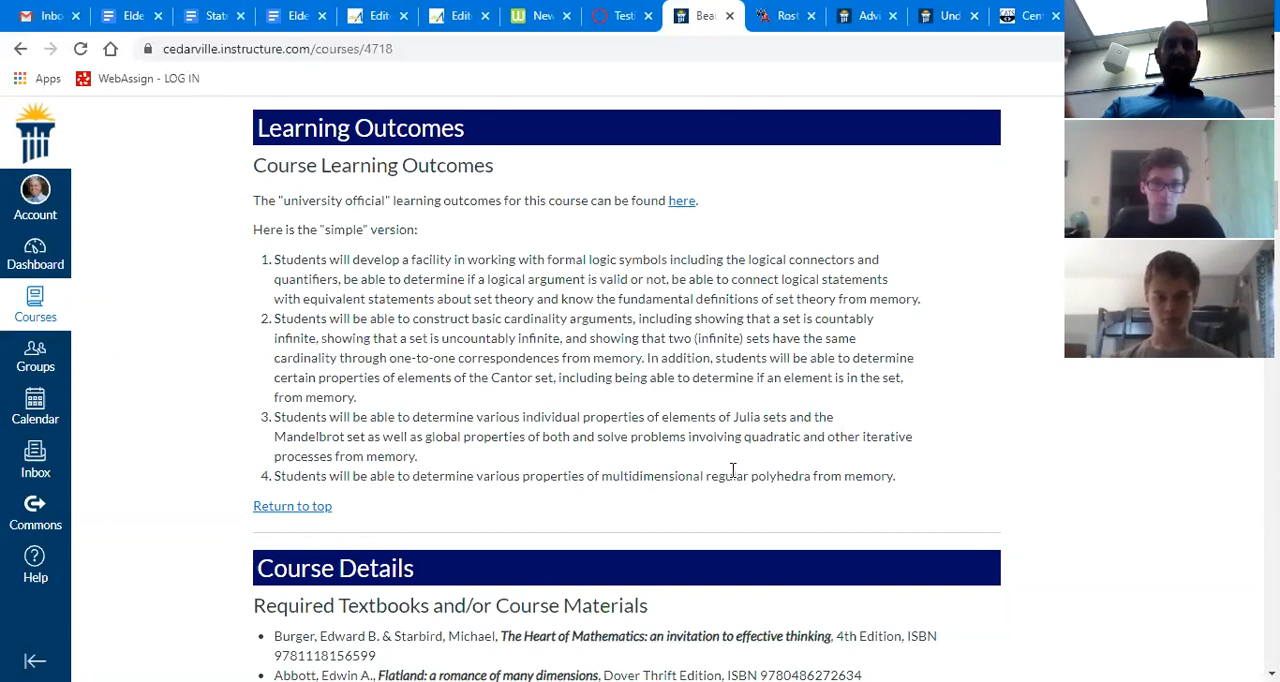 Inbo
Elde
Stat
Elde
Edit
Edit
New
Testi
Beau
Rost
Advi
Und
Cen
cedarville.instructure.com/courses/4718
Apps
WebAssign - LOG IN
Account
Dashboard
Courses
Groups
Calendar
Inbox
Commons
Help
Learning Outcomes
Course Learning Outcomes
The "university official" learning outcomes for this course can be found here.
Here is the "simple" version:
1. Students will develop a facility in working with formal logic symbols including the logical connectors and
quantifiers, be able to determine if a logical argument is valid or not, be able to connect logical statements
with equivalent statements about set theory and know the fundamental definitions of set theory from memory.
2. Students will be able to construct basic cardinality arguments, including showing that a set is countably
infinite, showing that a set is uncountably infinite, and showing that two (infinite) sets have the same
cardinality through one-to-one correspondences from memory. In addition, students will be able to determine
certain properties of elements of the Cantor set, including being able to determine if an element is in the set,
from memory.
3. Students will be able to determine various individual properties of elements of Julia sets and the
Mandelbrot set as well as global properties of both and solve problems involving quadratic and other iterative
processes from memory.
4. Students will be able to determine various properties of multidimensional regular polyhedra from memory.
Return to top
Course Details
Required Textbooks and/or Course Materials
• Burger, Edward B. & Starbird, Michael, The Heart of Mathematics: an invitation to effective thinking, 4th Edition, ISBN
9781118156599
• Abbott, Edwin A., Flatland: a romance of many dimensions, Dover Thrift Edition, ISBN 9780486272634